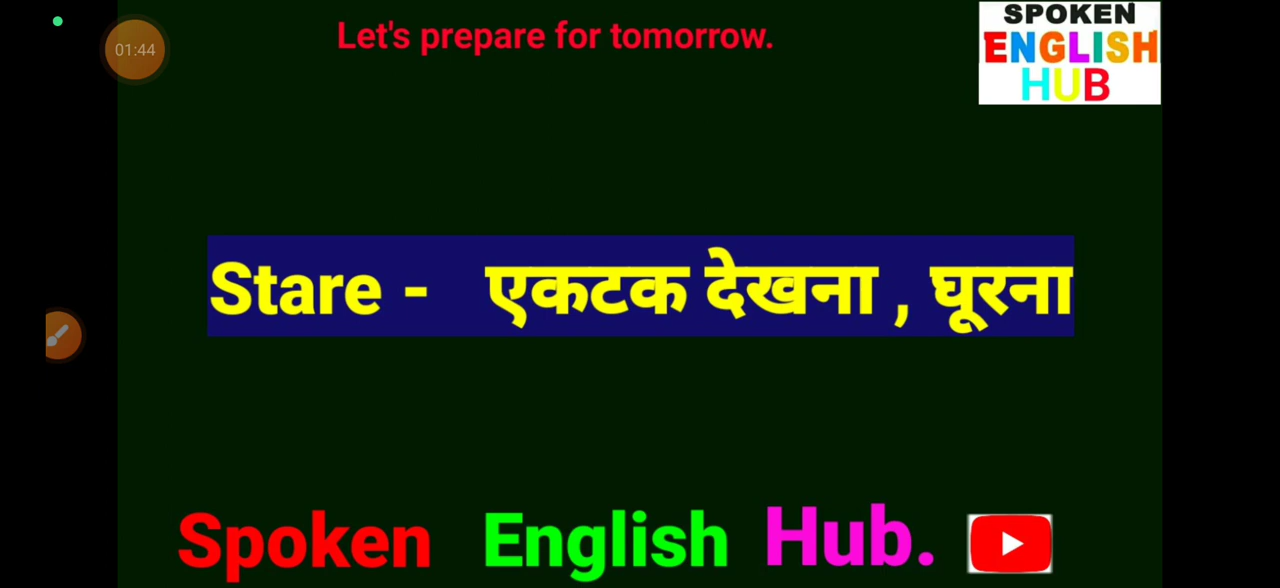 Let's prepare for tomorrow.
SPOKEN
ENGLISH
HUB
01:44
Stare - एकटक देखना , घूरना
Spoken English Hub.